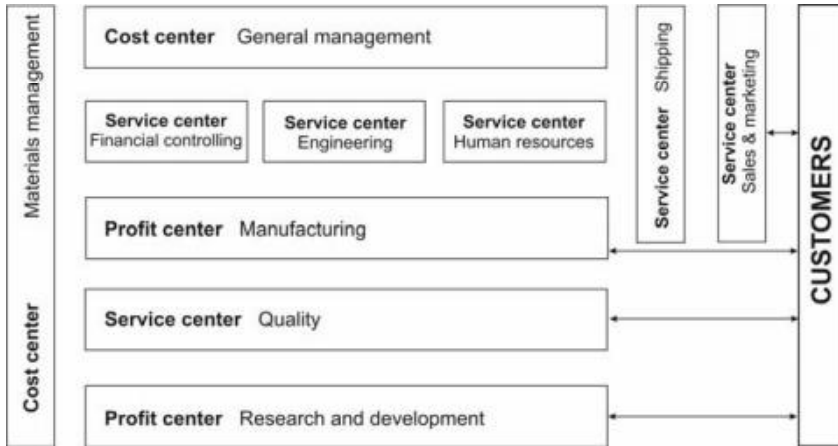 Cost center Materials management
Cost center General management
Service center
Financial controlling
Service center
Engineering
Service center
Human resources
Profit center Manufacturing
Service center Quality
Profit center Research and development
Service center Shipping
Service center
Sales & marketing
CUSTOMERS